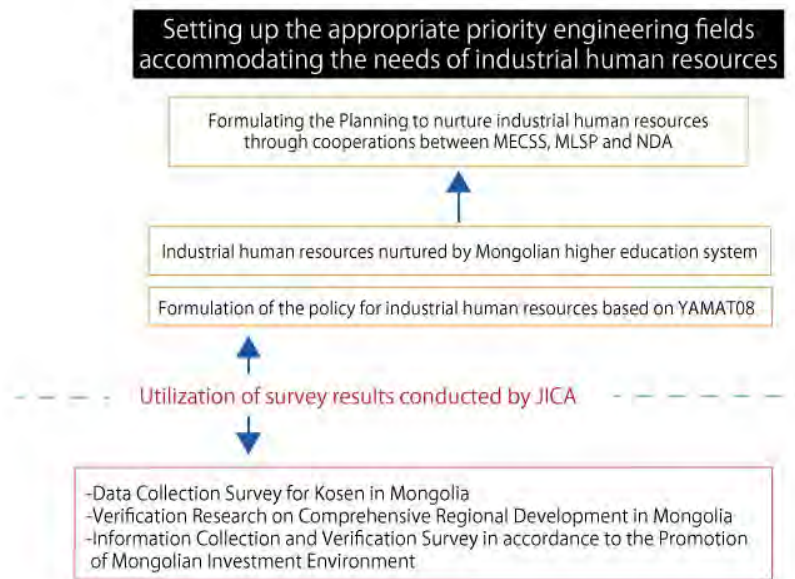 Setting up the appropriate priority engineering fields
accommodating the needs of industrial human resources
Formulating the Planning to nurture industrial human resources
through cooperations between MECSS, MLSP and NDA
Industrial human resources nurtured by Mongolian higher education system
Formulation of the policy for industrial human resources based on YAMAT08
Utilization of survey results conducted by JICA
-Data Collection Survey for Kosen in Mongolia
-Verification Research on Comprehensive Regional Development in Mongolia
-Information Collection and Verification Survey in accordance to the Promotion
of Mongolian Investment Environment